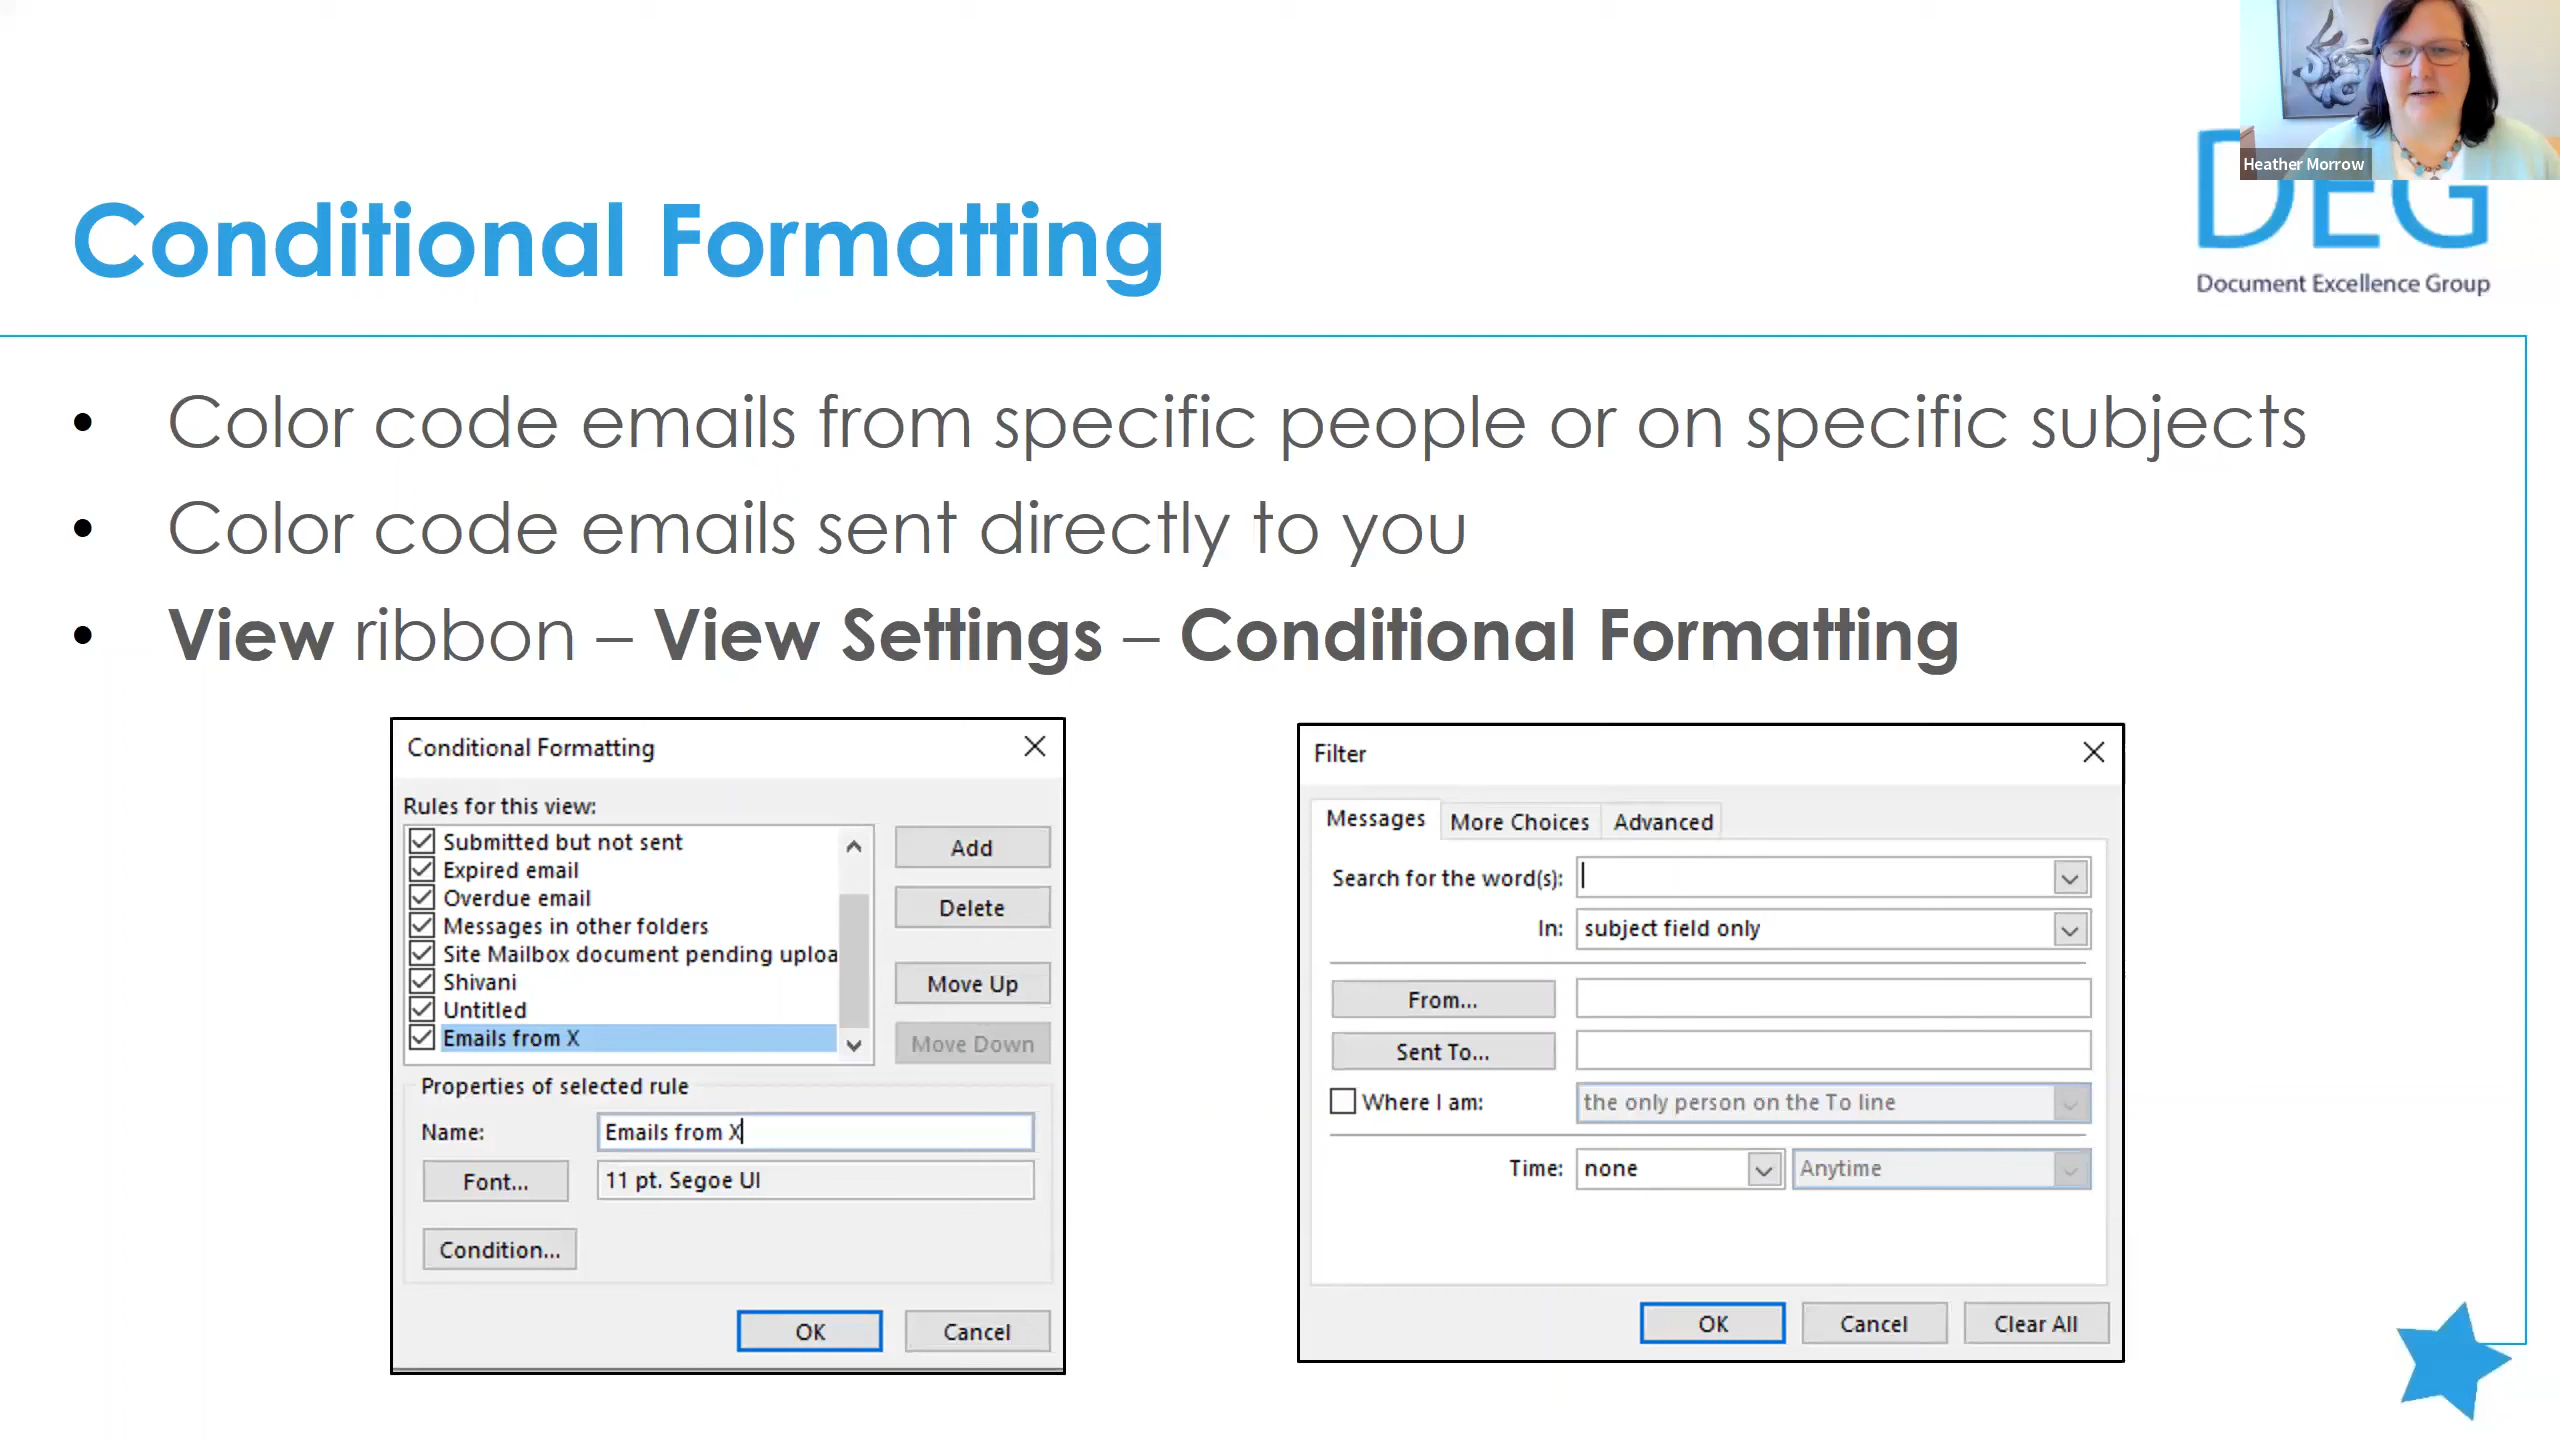 Heather Morrow
DEG
Document Excellence Group
Conditional Formatting
• Color code emails from specific people or on specific subjects
• Color code emails sent directly to you
• View ribbon – View Settings – Conditional Formatting
Conditional Formatting
Rules for this view:
Submitted but not sent
Expired email
Overdue email
Messages in other folders
Site Mailbox document pending uploa
Shivani
Untitled
Emails from X
Add
Delete
Move Up
Move Down
Properties of selected rule
Name: Emails from X
Font... 11 pt. Segoe UI
Condition...
OK Cancel
Filter
Messages More Choices Advanced
Search for the word(s):
In: subject field only
From...
Sent To...
Where I am: the only person on the To line
Time: none Anytime
OK Cancel Clear All